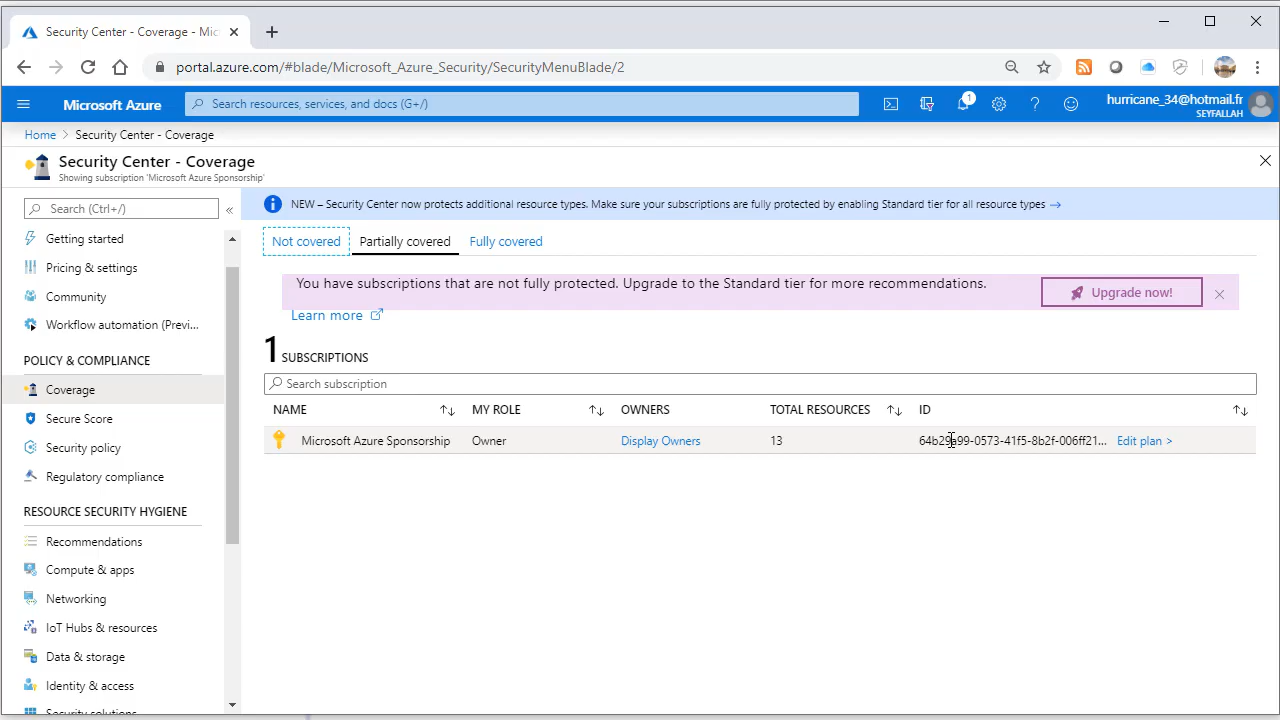 Security Center - Coverage - Mic
portal.azure.com/#blade/Microsoft_Azure_Security/SecurityMenuBlade/2
Microsoft Azure
Search resources, services, and docs (G+/)
1
hurricane_34@hotmail.fr
SEYFALLAH
Home > Security Center - Coverage
Security Center - Coverage
Showing subscription 'Microsoft Azure Sponsorship'
Search (Ctrl+/)
«
Getting started
Pricing & settings
Community
Workflow automation (Previ...
POLICY & COMPLIANCE
Coverage
Secure Score
Security policy
Regulatory compliance
RESOURCE SECURITY HYGIENE
Recommendations
Compute & apps
Networking
IoT Hubs & resources
Data & storage
Identity & access
Security solutions
NEW – Security Center now protects additional resource types. Make sure your subscriptions are fully protected by enabling Standard tier for all resource types →
Not covered Partially covered Fully covered
You have subscriptions that are not fully protected. Upgrade to the Standard tier for more recommendations.
Learn more
Upgrade now!
1 SUBSCRIPTIONS
Search subscription
NAME MY ROLE OWNERS TOTAL RESOURCES ID
Microsoft Azure Sponsorship Owner Display Owners 13 64b29e99-0573-41f5-8b2f-006ff21... Edit plan >